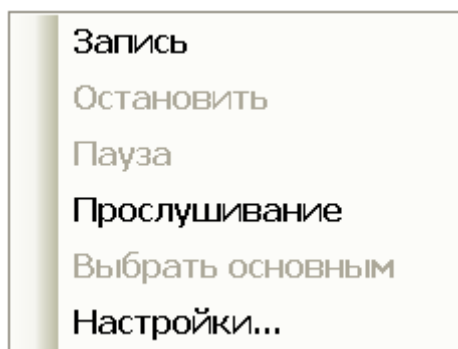 Запись
Остановить
Пауза
Прослушивание
Выбрать основным
Настройки...